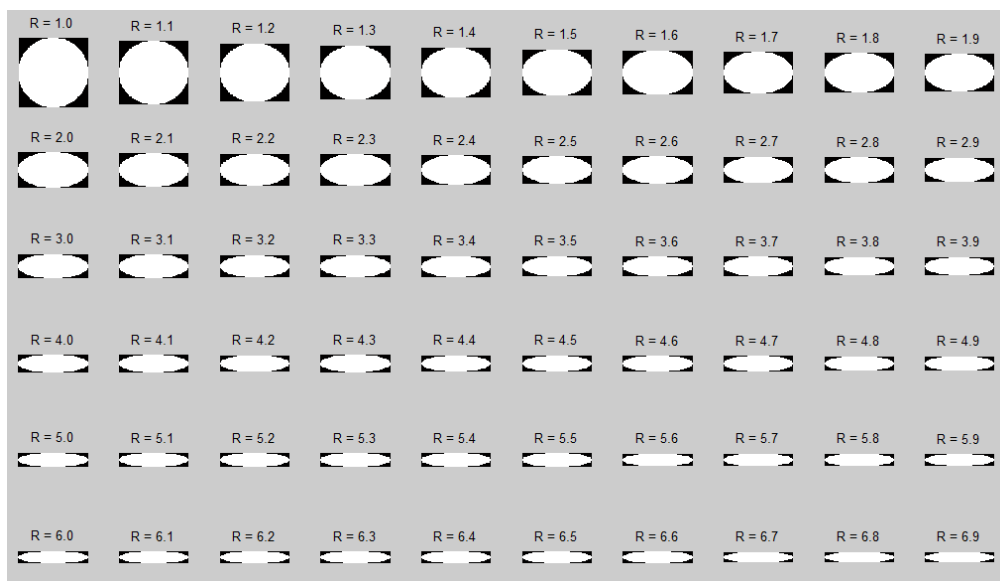 R = 1.0 R = 1.1 R = 1.2 R = 1.3 R = 1.4 R = 1.5 R = 1.6 R = 1.7 R = 1.8 R = 1.9
R = 2.0 R = 2.1 R = 2.2 R = 2.3 R = 2.4 R = 2.5 R = 2.6 R = 2.7 R = 2.8 R = 2.9
R = 3.0 R = 3.1 R = 3.2 R = 3.3 R = 3.4 R = 3.5 R = 3.6 R = 3.7 R = 3.8 R = 3.9
R = 4.0 R = 4.1 R = 4.2 R = 4.3 R = 4.4 R = 4.5 R = 4.6 R = 4.7 R = 4.8 R = 4.9
R = 5.0 R = 5.1 R = 5.2 R = 5.3 R = 5.4 R = 5.5 R = 5.6 R = 5.7 R = 5.8 R = 5.9
R = 6.0 R = 6.1 R = 6.2 R = 6.3 R = 6.4 R = 6.5 R = 6.6 R = 6.7 R = 6.8 R = 6.9